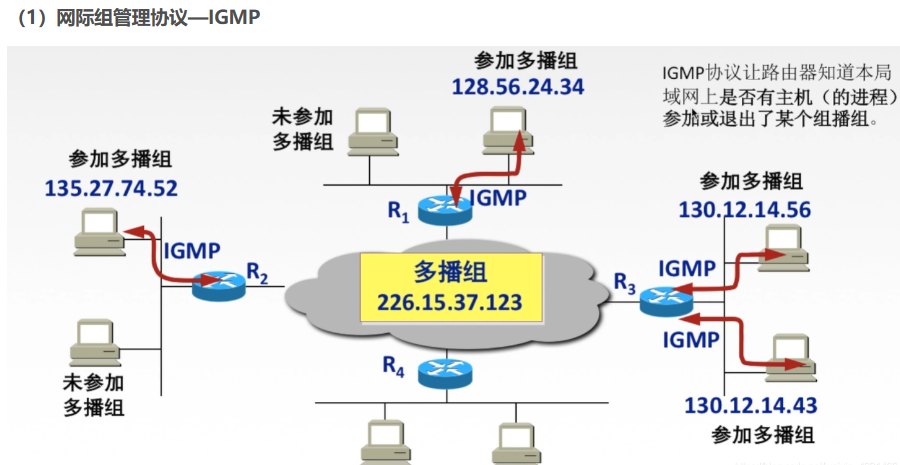 （1）网际组管理协议—IGMP
参加多播组
128.56.24.34
IGMP协议让路由器知道本局
域网上是否有主机（的进程）
参加或退出了某个组播组。
未参加
多播组
参加多播组
135.27.74.52
参加多播组
130.12.14.56
R1
IGMP
IGMP
R2
多播组
226.15.37.123
IGMP
R3
IGMP
R4
未参加
多播组
130.12.14.43
参加多播组